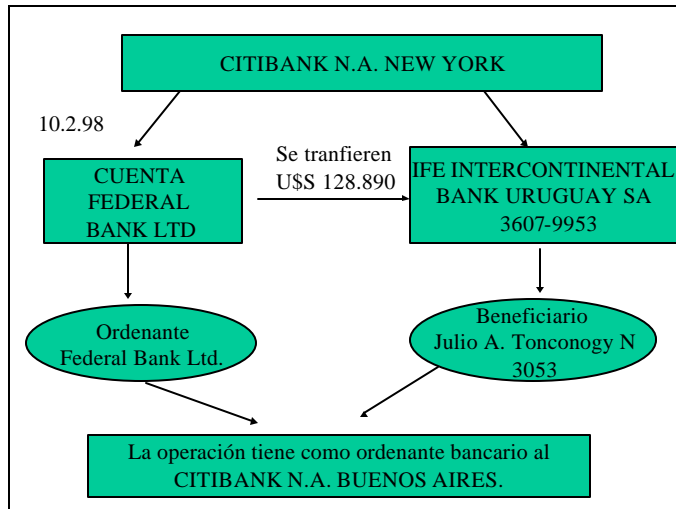 CITIBANK N.A. NEW YORK
10.2.98
CUENTA
FEDERAL
BANK LTD
Se tranfieren
U$S 128.890
IFE INTERCONTINENTAL
BANK URUGUAY SA
3607-9953
Ordenante
Federal Bank Ltd.
Beneficiario
Julio A. Tonconogy N
3053
La operación tiene como ordenante bancario al
CITIBANK N.A. BUENOS AIRES.